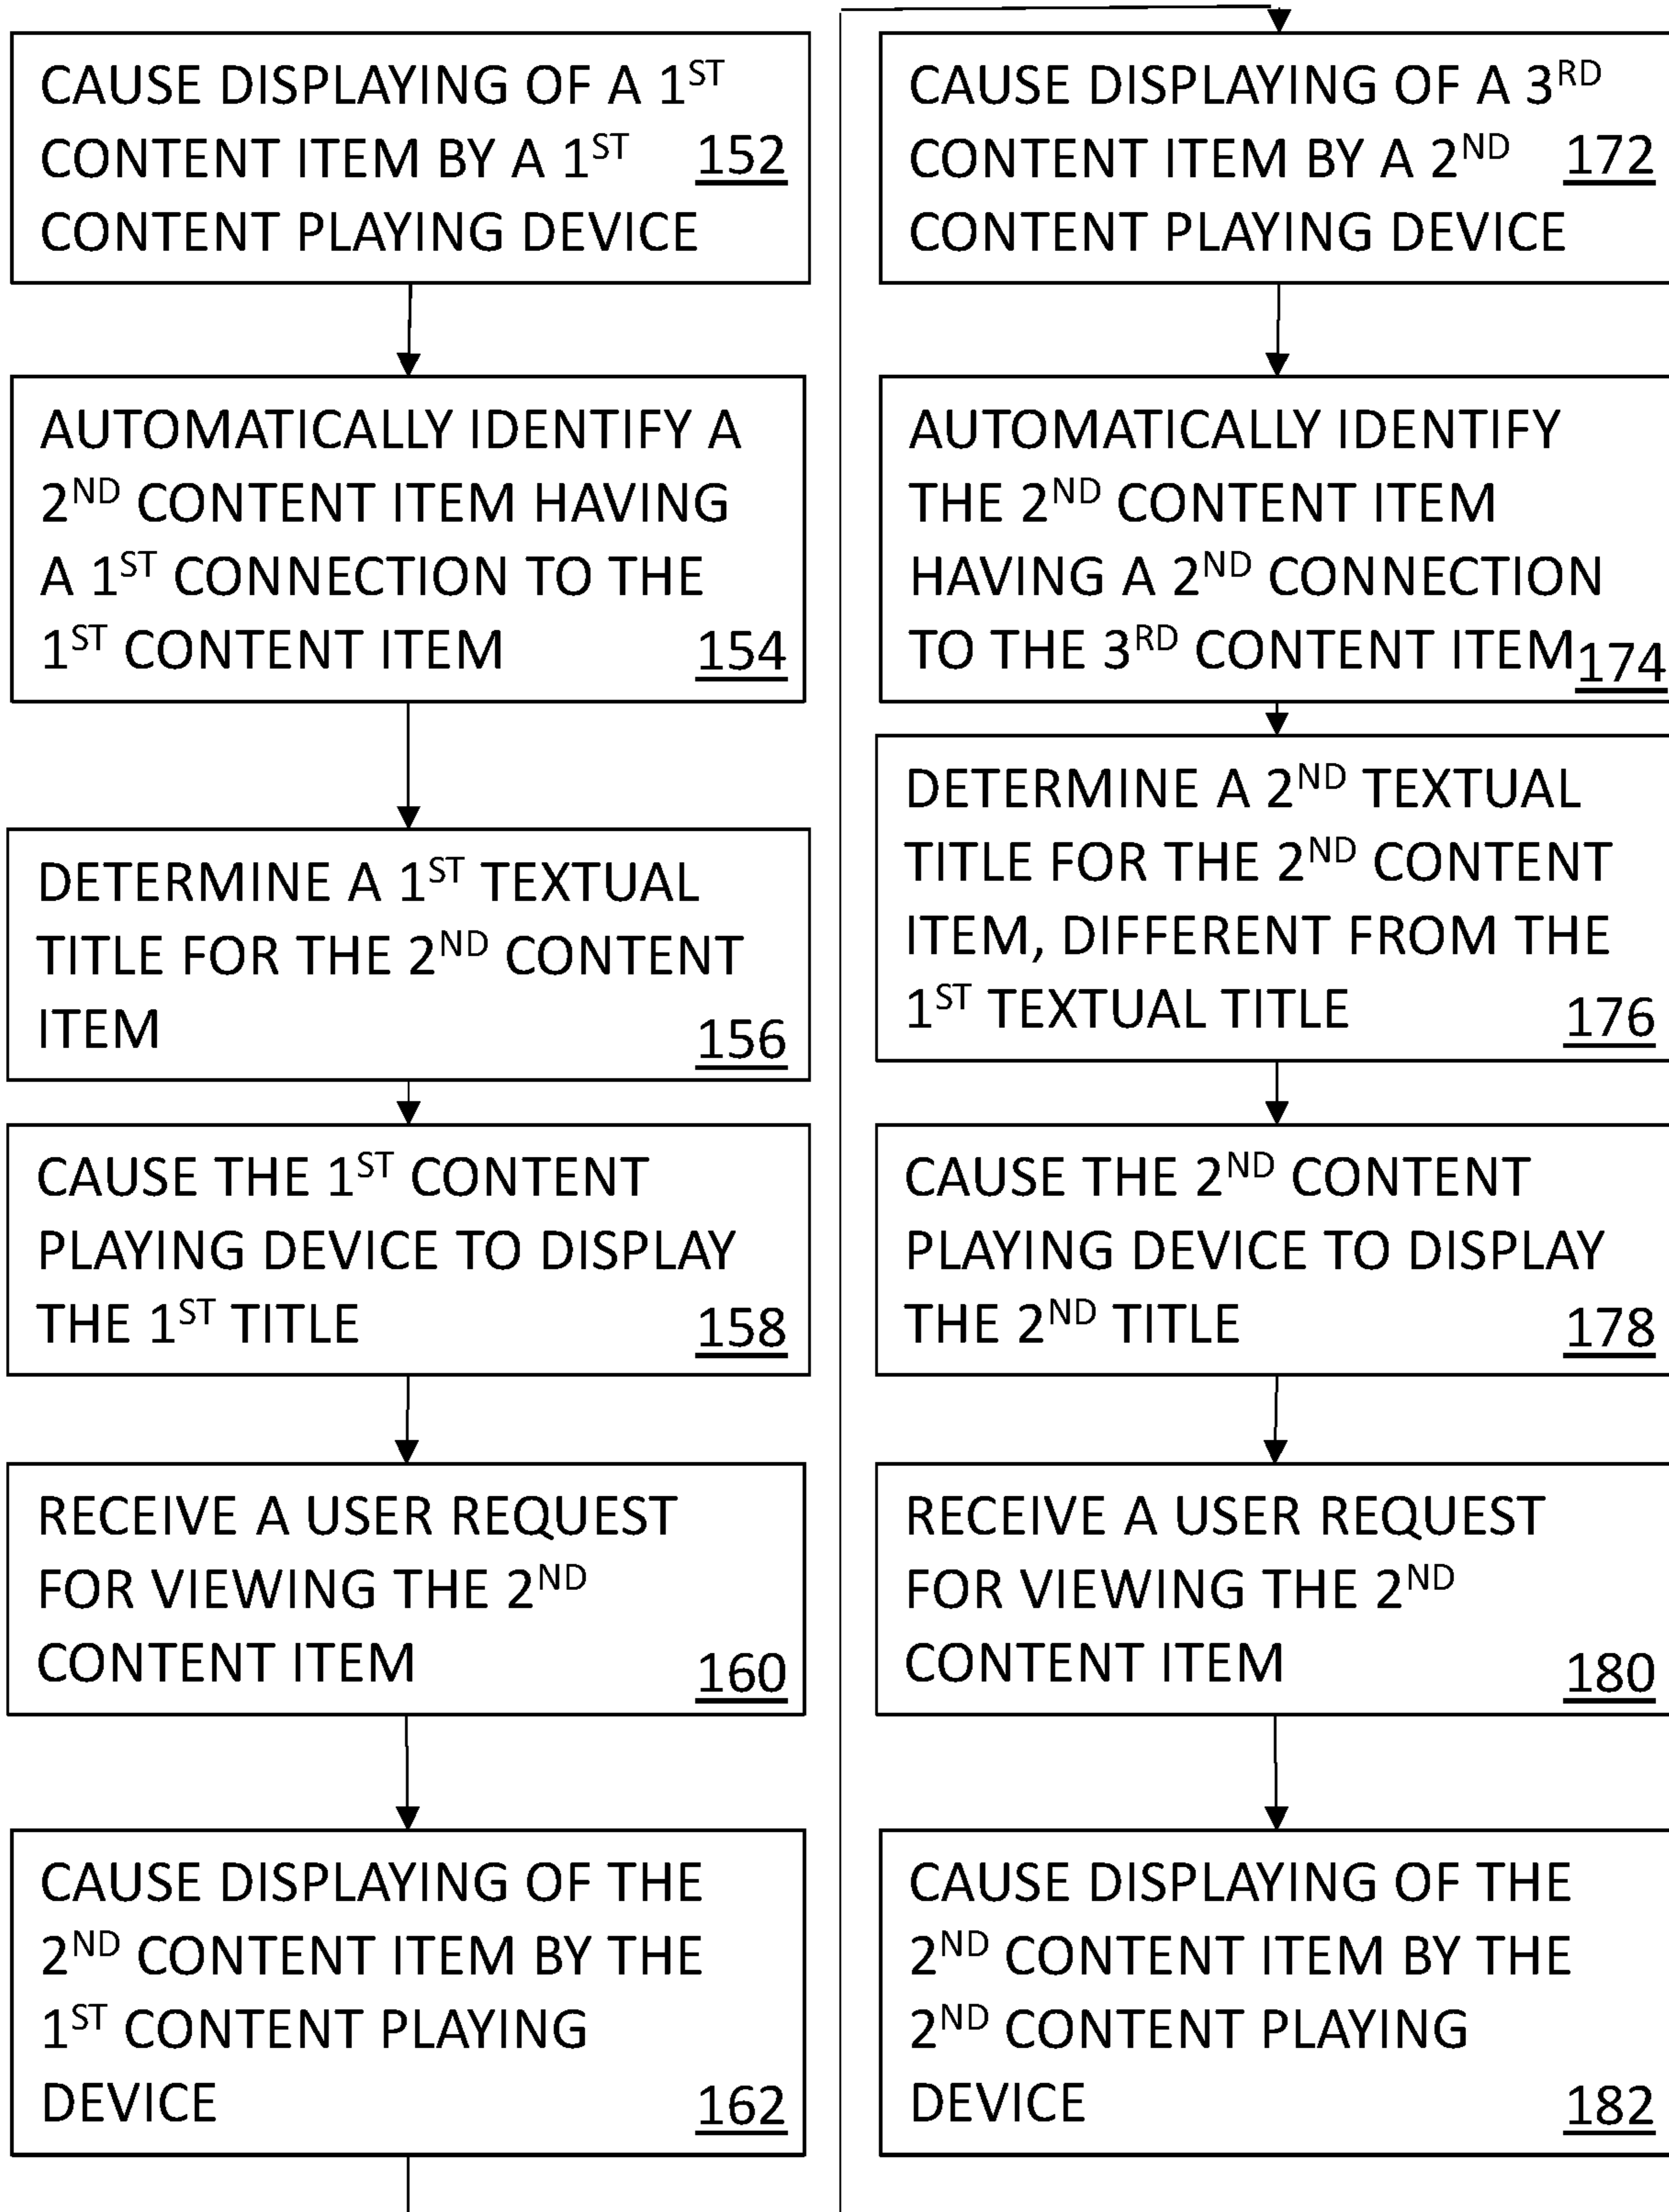 CAUSE DISPLAYING OF A 1ST
CONTENT ITEM BY A 1ST 152
CONTENT PLAYING DEVICE
AUTOMATICALLY IDENTIFY A
2ND CONTENT ITEM HAVING
A 1ST CONNECTION TO THE
1ST CONTENT ITEM 154
DETERMINE A 1ST TEXTUAL
TITLE FOR THE 2ND CONTENT
ITEM 156
CAUSE THE 1ST CONTENT
PLAYING DEVICE TO DISPLAY
THE 1ST TITLE 158
RECEIVE A USER REQUEST
FOR VIEWING THE 2ND
CONTENT ITEM 160
CAUSE DISPLAYING OF THE
2ND CONTENT ITEM BY THE
1ST CONTENT PLAYING
DEVICE 162
CAUSE DISPLAYING OF A 3RD
CONTENT ITEM BY A 2ND 172
CONTENT PLAYING DEVICE
AUTOMATICALLY IDENTIFY
THE 2ND CONTENT ITEM
HAVING A 2ND CONNECTION
TO THE 3RD CONTENT ITEM 174
DETERMINE A 2ND TEXTUAL
TITLE FOR THE 2ND CONTENT
ITEM, DIFFERENT FROM THE
1ST TEXTUAL TITLE 176
CAUSE THE 2ND CONTENT
PLAYING DEVICE TO DISPLAY
THE 2ND TITLE 178
RECEIVE A USER REQUEST
FOR VIEWING THE 2ND
CONTENT ITEM 180
CAUSE DISPLAYING OF THE
2ND CONTENT ITEM BY THE
2ND CONTENT PLAYING
DEVICE 182